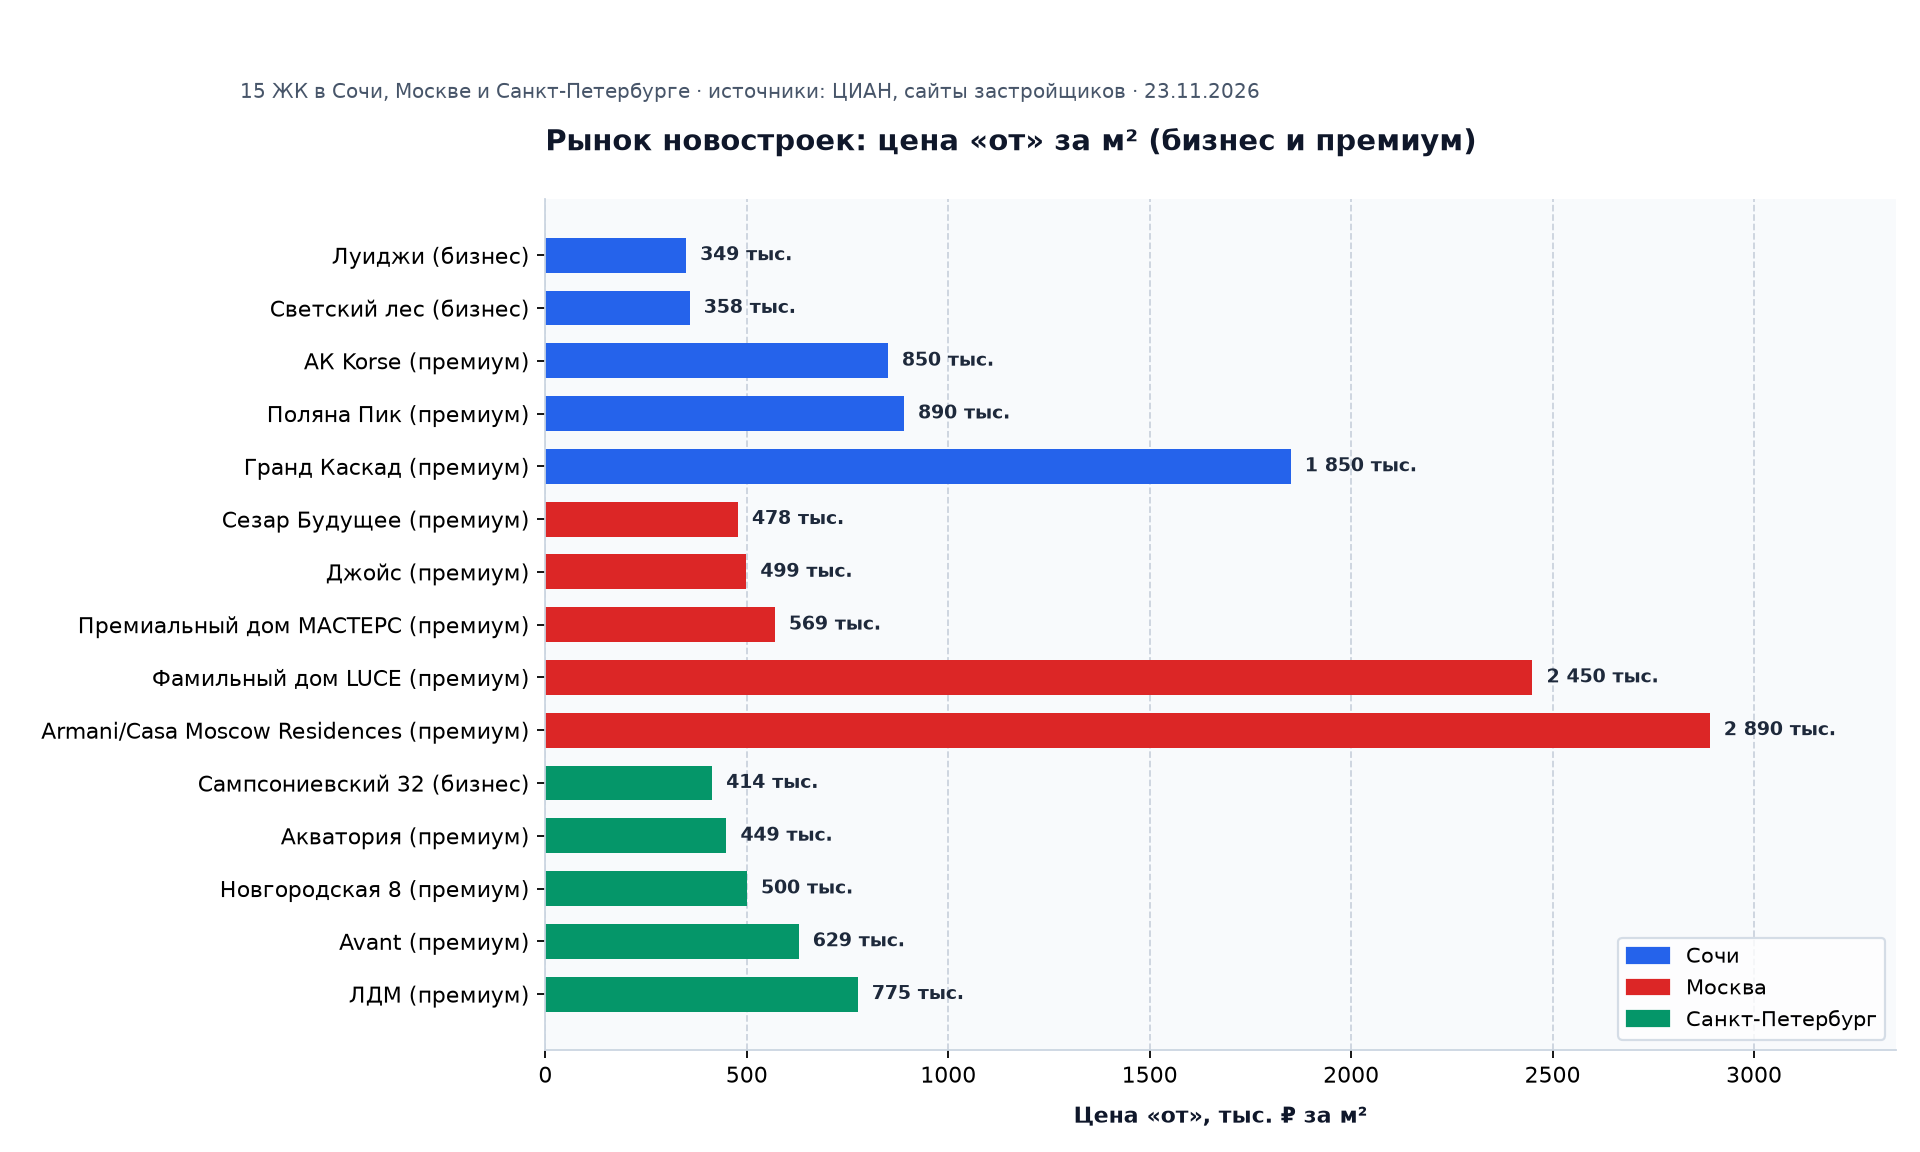 15 ЖК в Сочи, Москве и Санкт-Петербурге · источники: ЦИАН, сайты застройщиков · 23.11.2026
Рынок новостроек: цена «от» за м² (бизнес и премиум)
Луиджи (бизнес) 349 тыс.
Светский лес (бизнес) 358 тыс.
АК Korse (премиум) 850 тыс.
Поляна Пик (премиум) 890 тыс.
Гранд Каскад (премиум) 1 850 тыс.
Сезар Будущее (премиум) 478 тыс.
Джойс (премиум) 499 тыс.
Премиальный дом МАСТЕРС (премиум) 569 тыс.
Фамильный дом LUCE (премиум) 2 450 тыс.
Armani/Casa Moscow Residences (премиум) 2 890 тыс.
Сампсониевский 32 (бизнес) 414 тыс.
Акватория (премиум) 449 тыс.
Новгородская 8 (премиум) 500 тыс.
Avant (премиум) 629 тыс.
ЛДМ (премиум) 775 тыс.
Сочи
Москва
Санкт-Петербург
0 500 1000 1500 2000 2500 3000
Цена «от», тыс. ₽ за м²